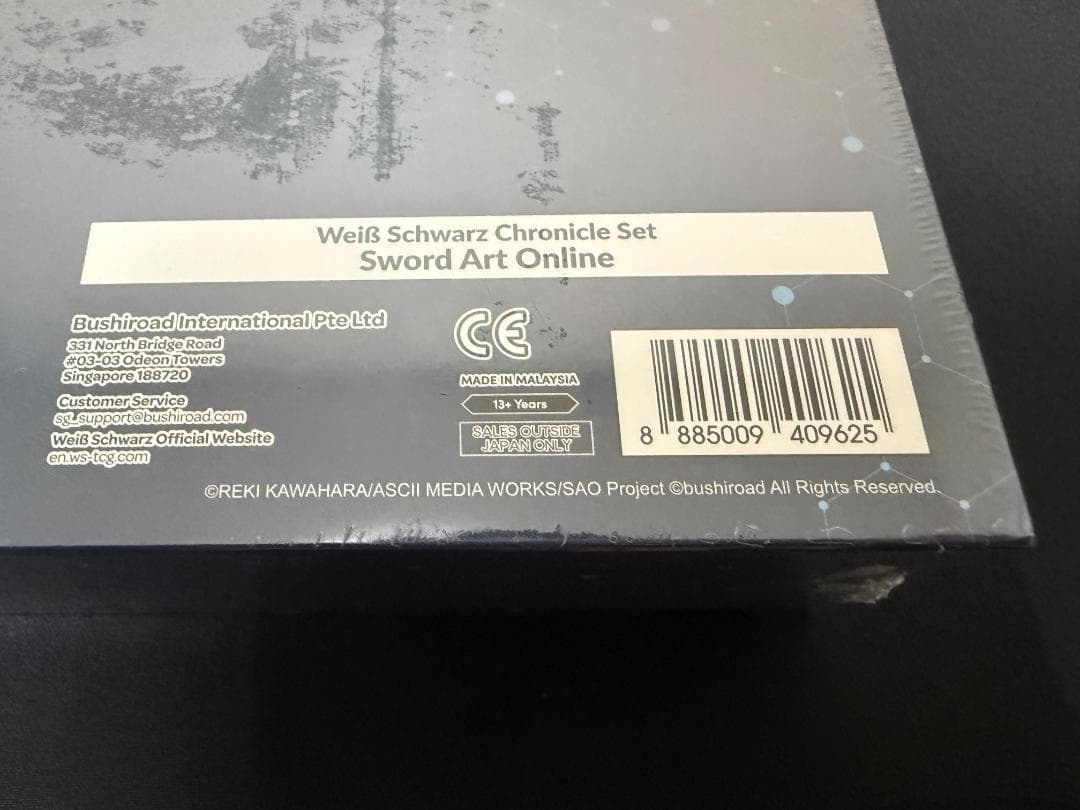 Weiß Schwarz Chronicle Set
Sword Art Online
Bushiroad International Pte Ltd
331 North Bridge Road
#03-03 Odeon Towers
Singapore 188720
Customer Service
sg_support@bushiroad.com
Weiß Schwarz Official Website
en.ws-tcg.com
CE
MADE IN MALAYSIA
13+ Years
SALES OUTSIDE
JAPAN ONLY
8 885009 409625
©REKI KAWAHARA/ASCII MEDIA WORKS/SAO Project ©bushiroad All Rights Reserved.